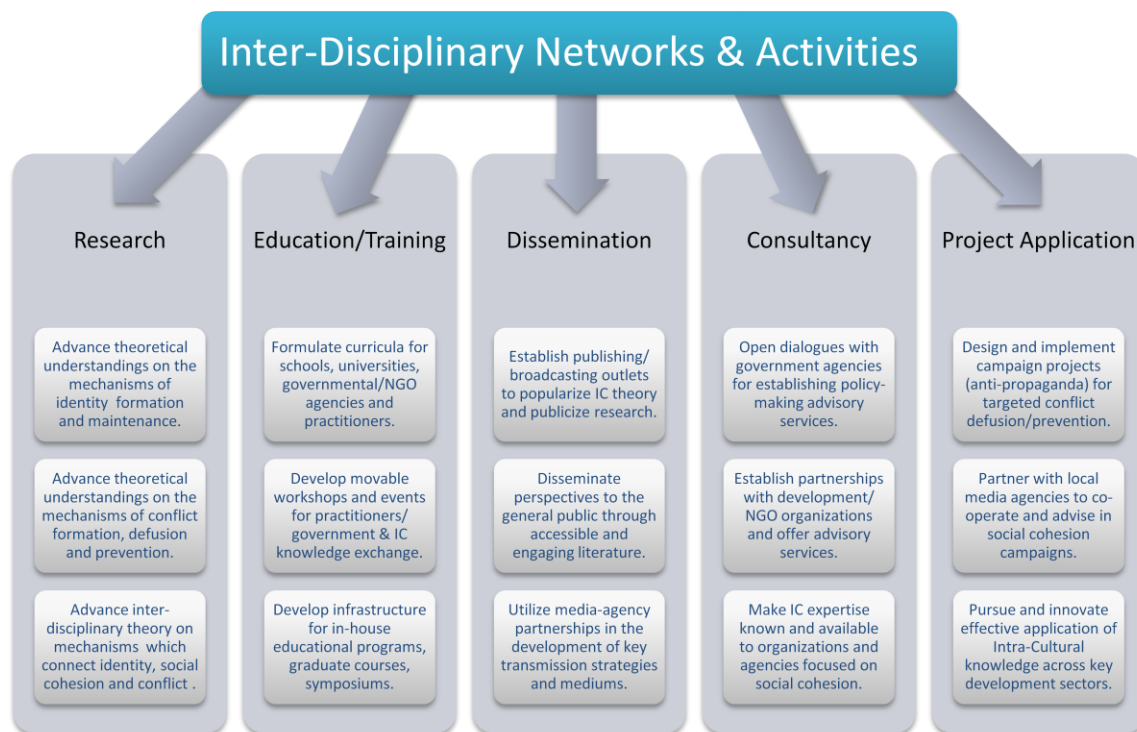 Inter-Disciplinary Networks & Activities
Research
Advance theoretical
understandings on the
mechanisms of
identity formation
and maintenance.
Advance theoretical
understandings on the
mechanisms of conflict
formation, defusion
and prevention.
Advance inter-
disciplinary theory on
mechanisms which
connect identity, social
cohesion and conflict .
Education/Training
Formulate curricula for
schools, universities,
governmental/NGO
agencies and
practitioners.
Develop movable
workshops and events
for practitioners/
government & IC
knowledge exchange.
Develop infrastructure
for in-house
educational programs,
graduate courses,
symposiums.
Dissemination
Establish publishing/
broadcasting outlets
to popularize IC theory
and publicize research.
Disseminate
perspectives to the
general public through
accessible and
engaging literature.
Utilize media-agency
partnerships in the
development of key
transmission strategies
and mediums.
Consultancy
Open dialogues with
government agencies
for establishing policy-
making advisory
services.
Establish partnerships
with development/
NGO organizations
and offer advisory
services.
Make IC expertise
known and available
to organizations and
agencies focused on
social cohesion.
Project Application
Design and implement
campaign projects
(anti-propaganda) for
targeted conflict
defusion/prevention.
Partner with local
media agencies to co-
operate and advise in
social cohesion
campaigns.
Pursue and innovate
effective application of
Intra-Cultural
knowledge across key
development sectors.